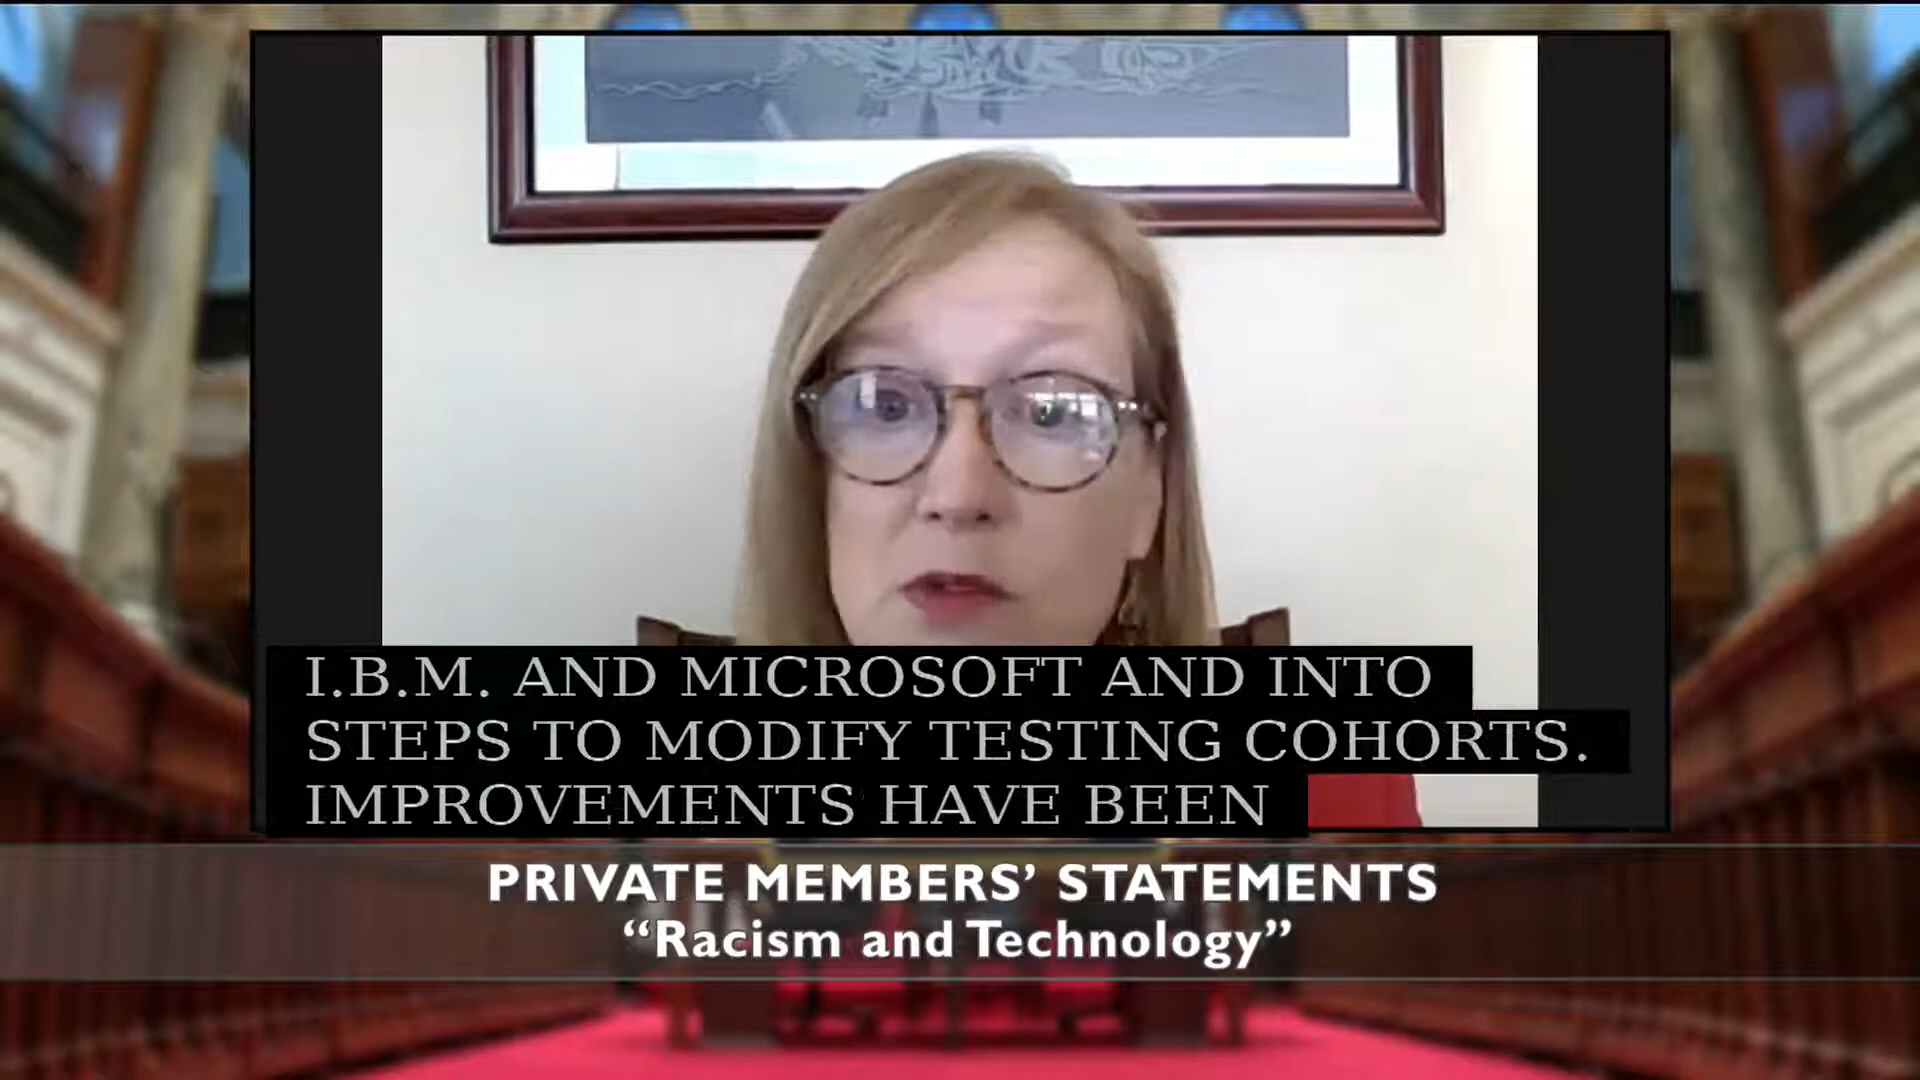 I.B.M. AND MICROSOFT AND INTO
STEPS TO MODIFY TESTING COHORTS.
IMPROVEMENTS HAVE BEEN
PRIVATE MEMBERS’ STATEMENTS
“Racism and Technology”